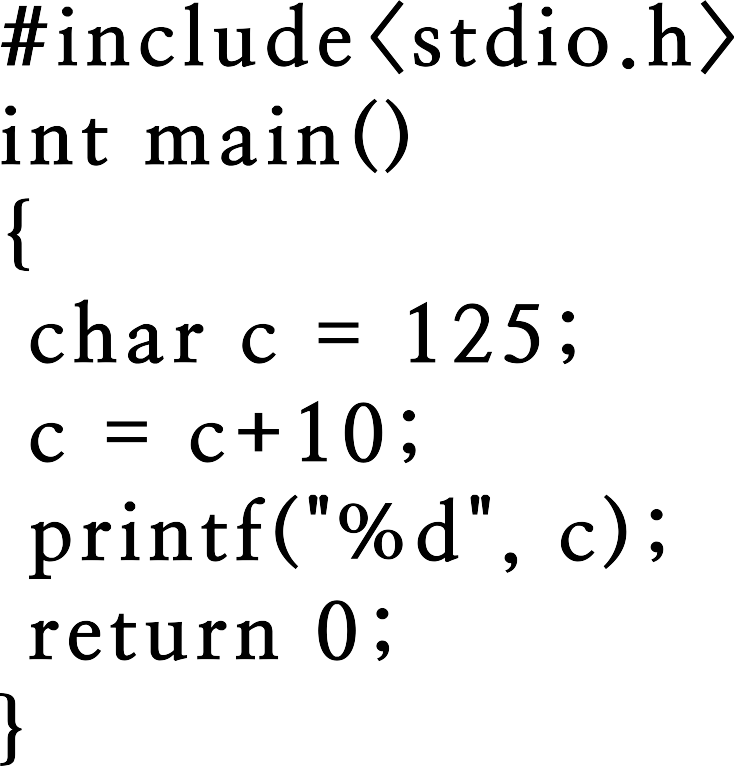 #include<stdio.h>
int main()
{
char c = 125;
c = c+10;
printf("%d", c);
return 0;
}